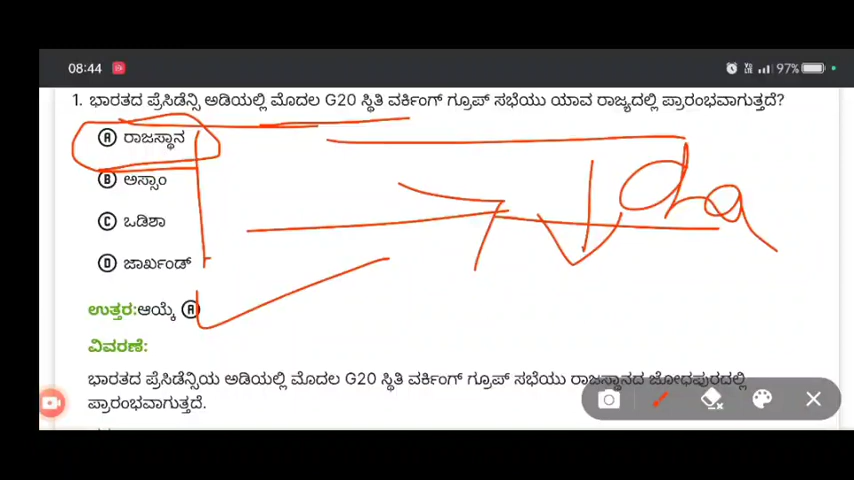 08:44 97%
1. ಭಾರತದ ಪ್ರೆಸಿಡೆನ್ಸಿ ಅಡಿಯಲ್ಲಿ ಮೊದಲ G20 ಸ್ಥಿತಿ ವರ್ಕಿಂಗ್ ಗ್ರೂಪ್ ಸಭೆಯು ಯಾವ ರಾಜ್ಯದಲ್ಲಿ ಪ್ರಾರಂಭವಾಗುತ್ತದೆ?
A ರಾಜಸ್ಥಾನ
B ಅಸ್ಸಾಂ
C ಒಡಿಶಾ
D ಜಾರ್ಖಂಡ್
ಉತ್ತರ:ಆಯ್ಕೆ A
ವಿವರಣೆ:
ಭಾರತದ ಪ್ರೆಸಿಡೆನ್ಸಿಯ ಅಡಿಯಲ್ಲಿ ಮೊದಲ G20 ಸ್ಥಿತಿ ವರ್ಕಿಂಗ್ ಗ್ರೂಪ್ ಸಭೆಯು ರಾಜಸ್ಥಾನದ ಜೋಧಪುರದಲ್ಲಿ
ಪ್ರಾರಂಭವಾಗುತ್ತದೆ.